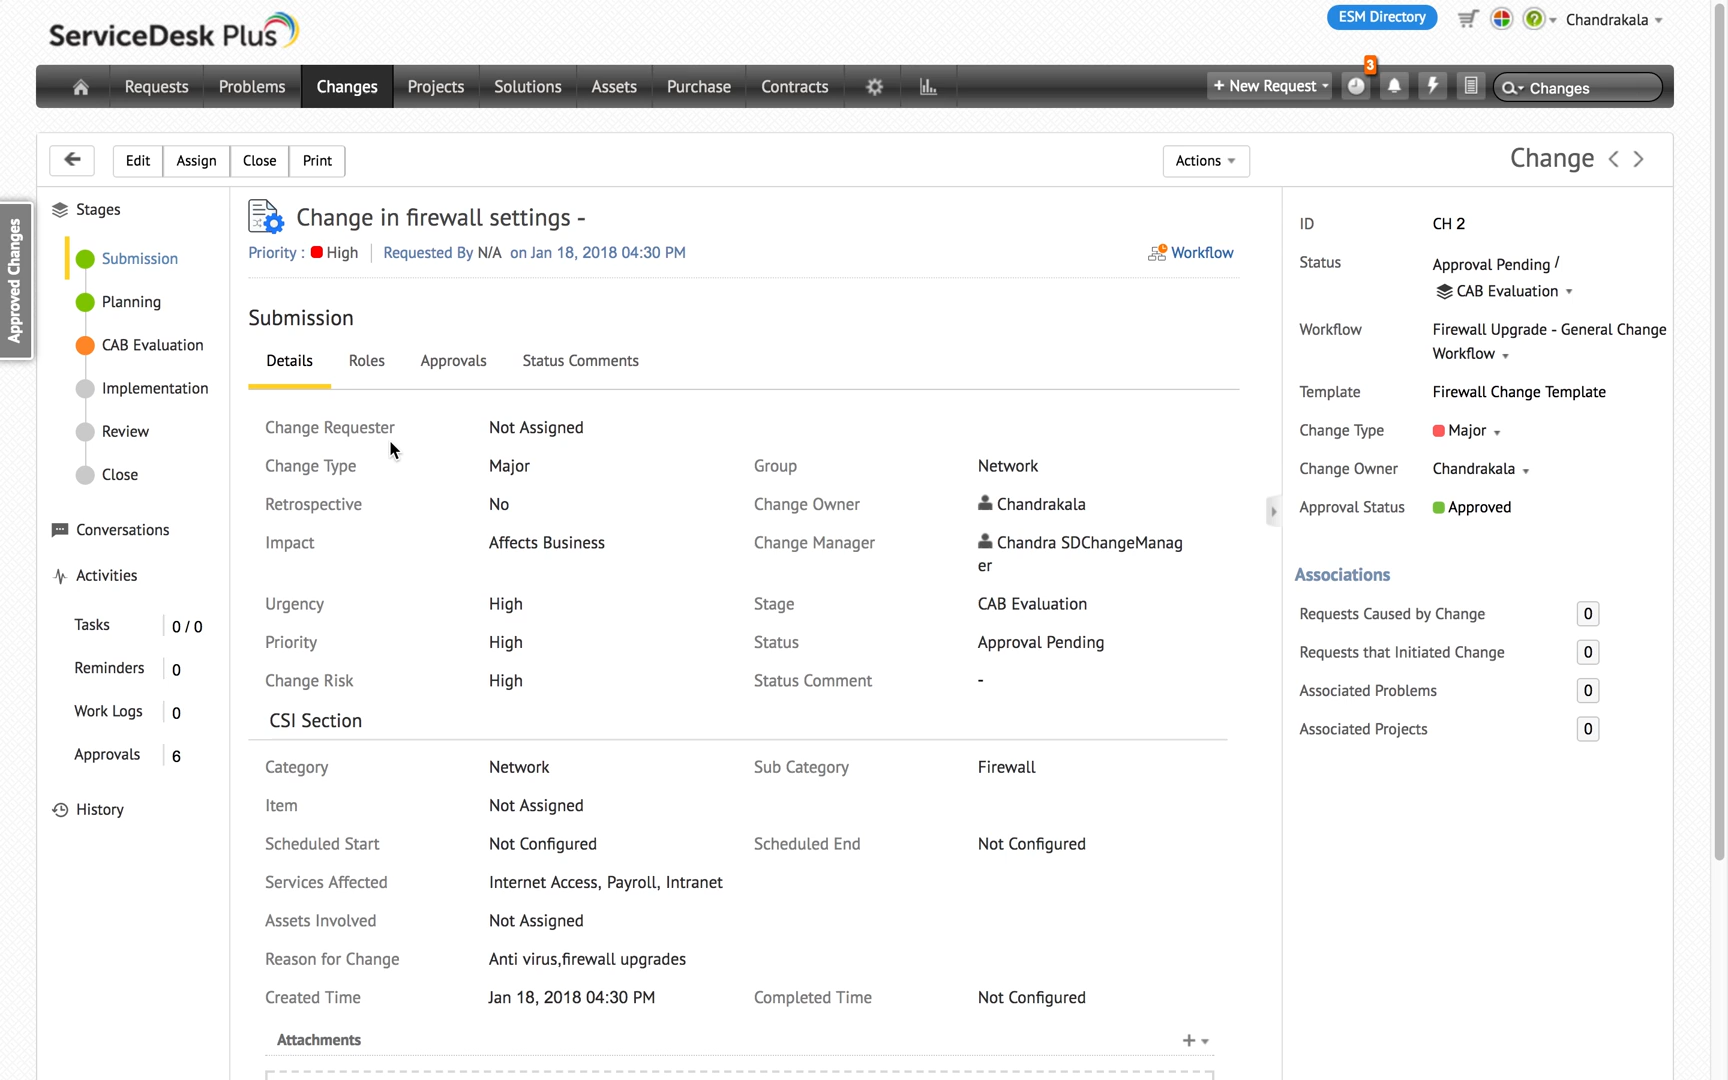 ServiceDesk Plus
ESM Directory
Chandrakala
Requests
Problems
Changes
Projects
Solutions
Assets
Purchase
Contracts
+ New Request
3
Changes
Edit
Assign
Close
Print
Actions
Change
Approved Changes
Stages
Submission
Planning
CAB Evaluation
Implementation
Review
Close
Conversations
Activities
Tasks 0 / 0
Reminders 0
Work Logs 0
Approvals 6
History
Change in firewall settings -
Priority : High Requested By N/A on Jan 18, 2018 04:30 PM
Workflow
Submission
Details Roles Approvals Status Comments
Change Requester Not Assigned
Change Type Major Group Network
Retrospective No Change Owner Chandrakala
Impact Affects Business Change Manager Chandra SDChangeManag
er
Urgency High Stage CAB Evaluation
Priority High Status Approval Pending
Change Risk High Status Comment -
CSI Section
Category Network Sub Category Firewall
Item Not Assigned
Scheduled Start Not Configured Scheduled End Not Configured
Services Affected Internet Access, Payroll, Intranet
Assets Involved Not Assigned
Reason for Change Anti virus,firewall upgrades
Created Time Jan 18, 2018 04:30 PM Completed Time Not Configured
Attachments
ID CH 2
Status Approval Pending /
CAB Evaluation
Workflow Firewall Upgrade - General Change
Workflow
Template Firewall Change Template
Change Type Major
Change Owner Chandrakala
Approval Status Approved
Associations
Requests Caused by Change 0
Requests that Initiated Change 0
Associated Problems 0
Associated Projects 0